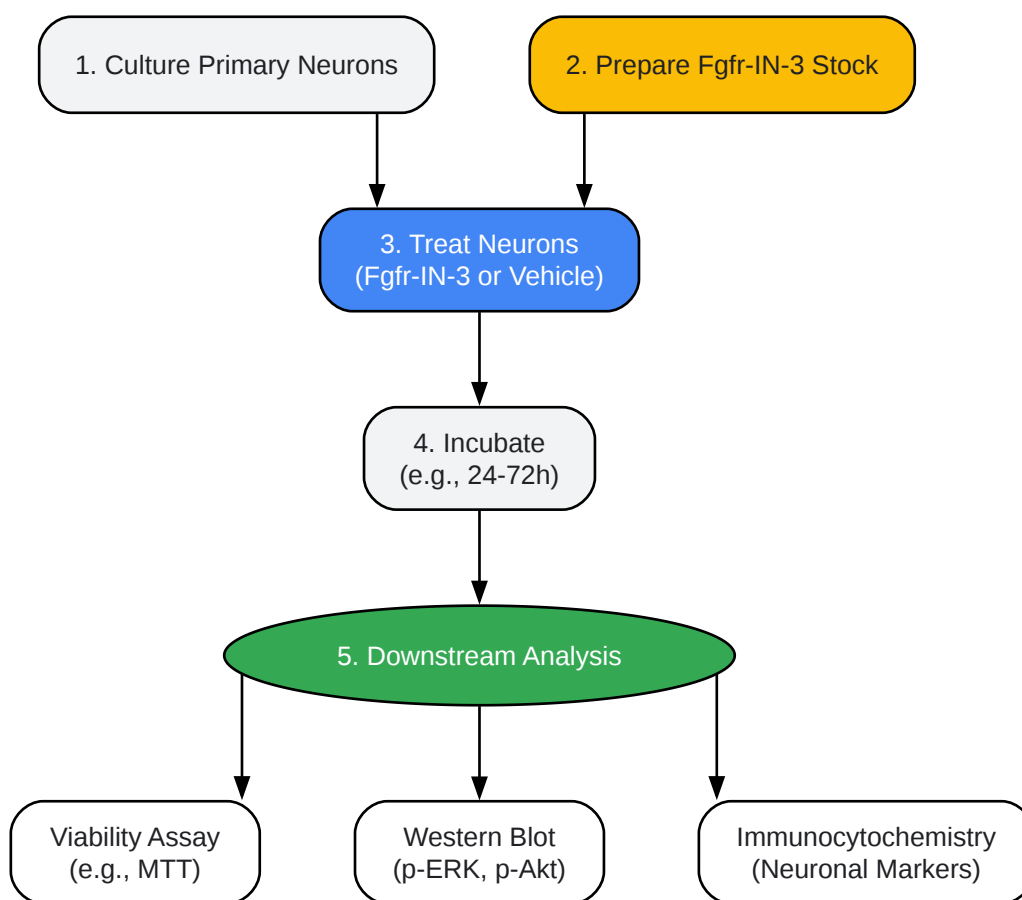 1. Culture Primary Neurons
2. Prepare Fgfr-IN-3 Stock
3. Treat Neurons
(Fgfr-IN-3 or Vehicle)
4. Incubate
(e.g., 24-72h)
5. Downstream Analysis
Viability Assay
(e.g., MTT)
Western Blot
(p-ERK, p-Akt)
Immunocytochemistry
(Neuronal Markers)